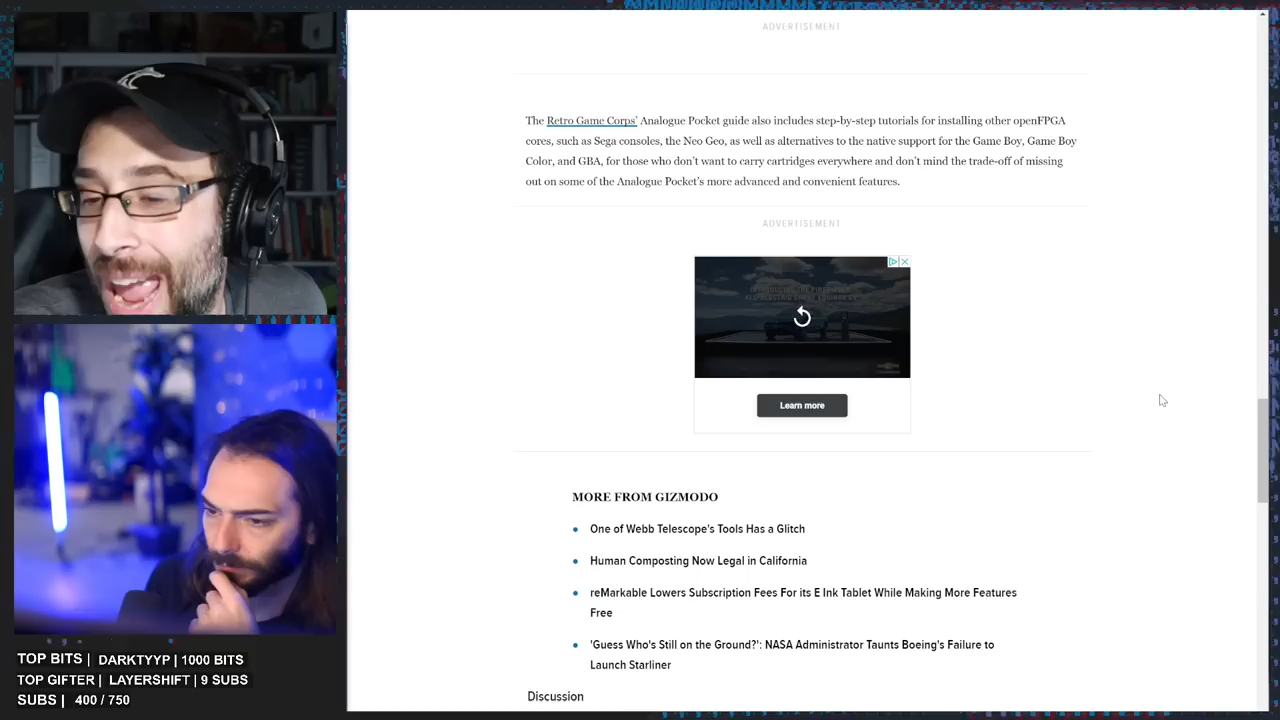 ADVERTISEMENT
The Retro Game Corps' Analogue Pocket guide also includes step-by-step tutorials for installing other openFPGA
cores, such as Sega consoles, the Neo Geo, as well as alternatives to the native support for the Game Boy, Game Boy
Color, and GBA, for those who don't want to carry cartridges everywhere and don't mind the trade-off of missing
out on some of the Analogue Pocket's more advanced and convenient features.
ADVERTISEMENT
Learn more
MORE FROM GIZMODO
One of Webb Telescope's Tools Has a Glitch
Human Composting Now Legal in California
reMarkable Lowers Subscription Fees For its E Ink Tablet While Making More Features
Free
'Guess Who's Still on the Ground?': NASA Administrator Taunts Boeing's Failure to
Launch Starliner
Discussion
TOP BITS | DARKTYYP | 1000 BITS
TOP GIFTER | LAYERSHIFT | 9 SUBS
SUBS | 400 / 750